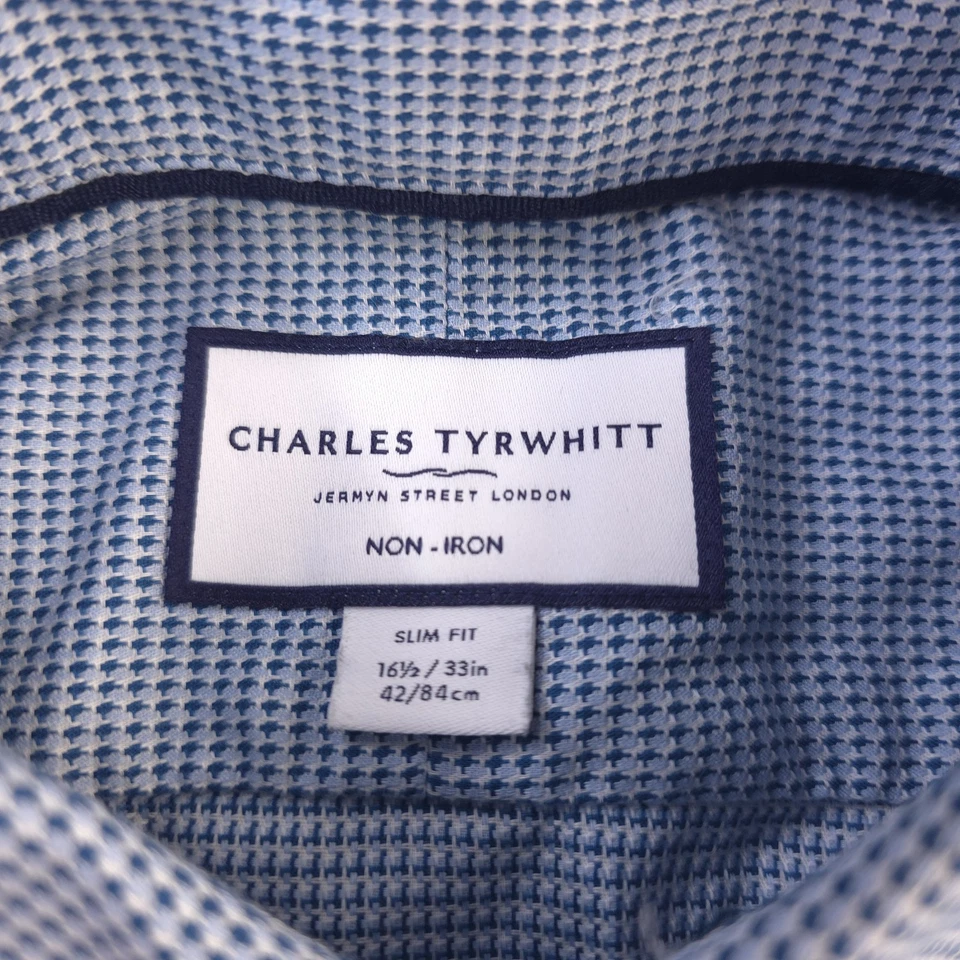 CHARLES TYRWHITT
JERMYN STREET LONDON
NON-IRON
SLIM FIT
16½ / 33in
42/84cm